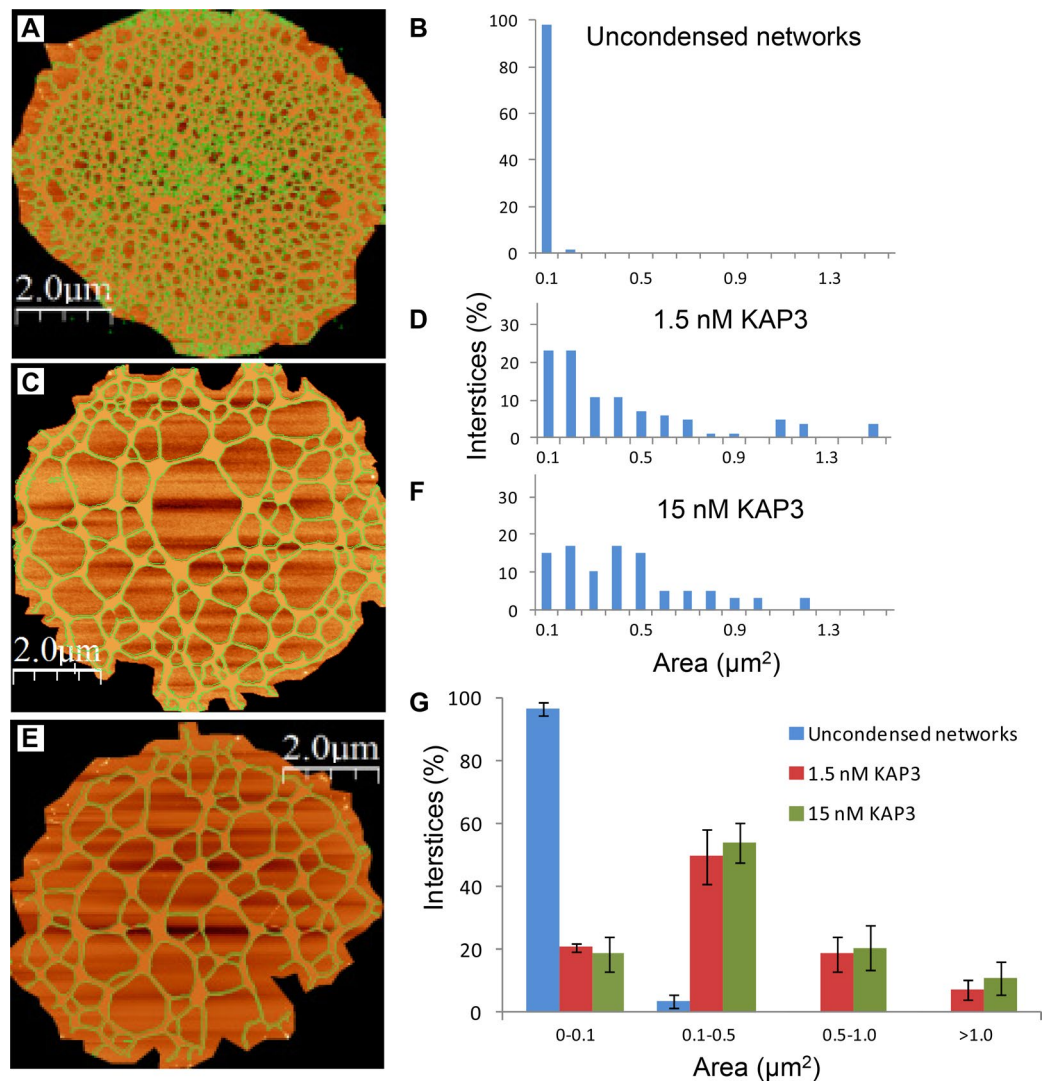 A
2.0μm
B
Uncondensed networks
100
80
60
40
20
0
0.1 0.5 0.9 1.3
C
2.0μm
D
1.5 nM KAP3
30
20
10
0
0.1 0.5 0.9 1.3
Interstices (%)
F
15 nM KAP3
30
20
10
0
0.1 0.5 0.9 1.3
Area (μm²)
E
2.0μm
G
100
80
60
40
20
0
Interstices (%)
Uncondensed networks
1.5 nM KAP3
15 nM KAP3
0-0.1 0.1-0.5 0.5-1.0 >1.0
Area (μm²)